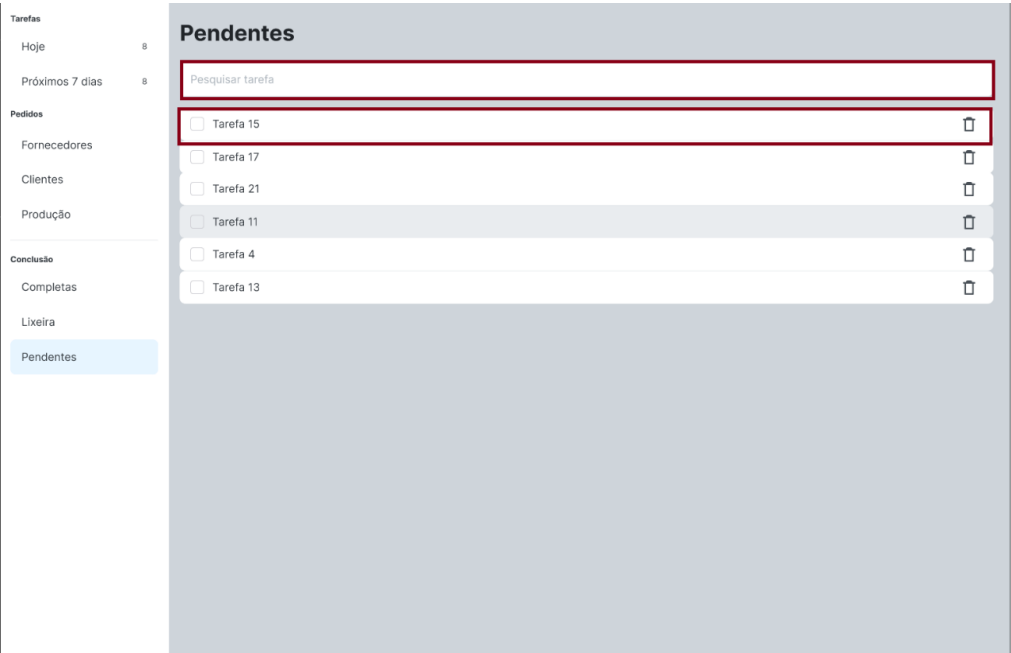 Tarefas
Hoje 8
Próximos 7 dias 8
Pedidos
Fornecedores
Clientes
Produção
Conclusão
Completas
Lixeira
Pendentes
Pendentes
Pesquisar tarefa
Tarefa 15
Tarefa 17
Tarefa 21
Tarefa 11
Tarefa 4
Tarefa 13